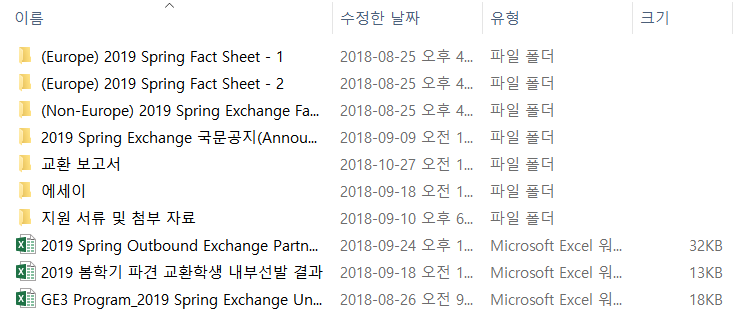 이름 수정한 날짜 유형 크기
(Europe) 2019 Spring Fact Sheet - 1 2018-08-25 오후 4... 파일 폴더
(Europe) 2019 Spring Fact Sheet - 2 2018-08-25 오후 4... 파일 폴더
(Non-Europe) 2019 Spring Exchange Fa... 2018-08-25 오후 4... 파일 폴더
2019 Spring Exchange 국문공지(Annou... 2018-09-09 오전 1... 파일 폴더
교환 보고서 2018-10-27 오전 1... 파일 폴더
에세이 2018-09-18 오전 1... 파일 폴더
지원 서류 및 첨부 자료 2018-09-10 오후 6... 파일 폴더
2019 Spring Outbound Exchange Partn... 2018-09-24 오후 1... Microsoft Excel 워... 32KB
2019 봄학기 파견 교환학생 내부선발 결과 2018-09-18 오전 1... Microsoft Excel 워... 13KB
GE3 Program_2019 Spring Exchange Un... 2018-08-26 오전 9... Microsoft Excel 워... 18KB